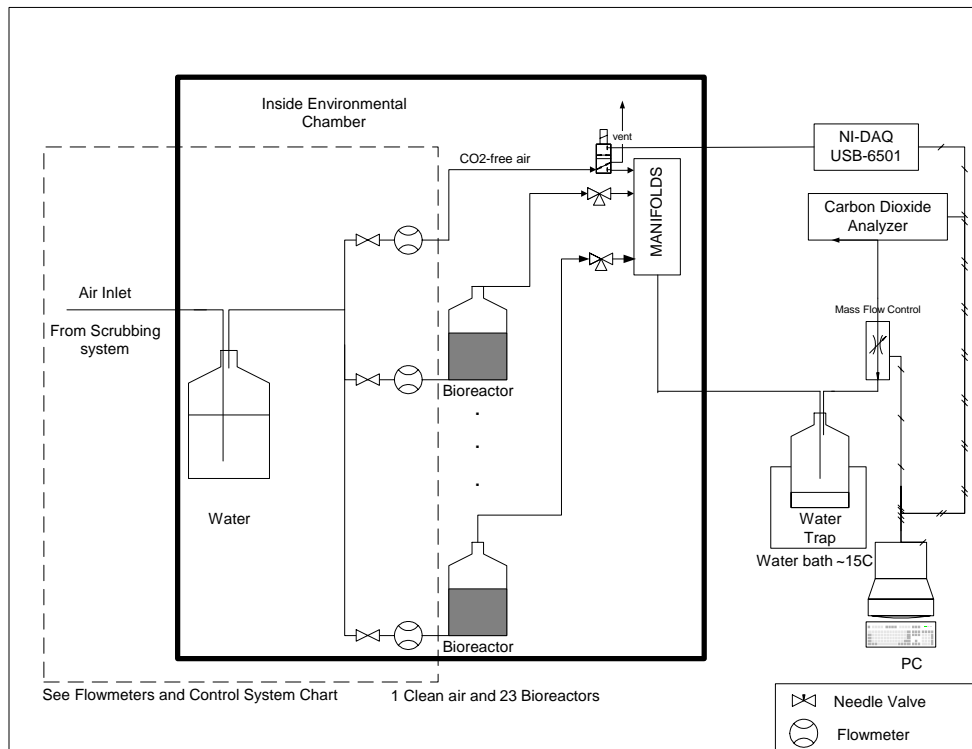 Inside Environmental
Chamber
vent
NI-DAQ
USB-6501
CO2-free air
MANIFOLDS
Carbon Dioxide
Analyzer
Air Inlet
From Scrubbing
system
Mass Flow Control
Bioreactor
Water
Water
Trap
Water bath ~15C
Bioreactor
PC
See Flowmeters and Control System Chart
1 Clean air and 23 Bioreactors
Needle Valve
Flowmeter